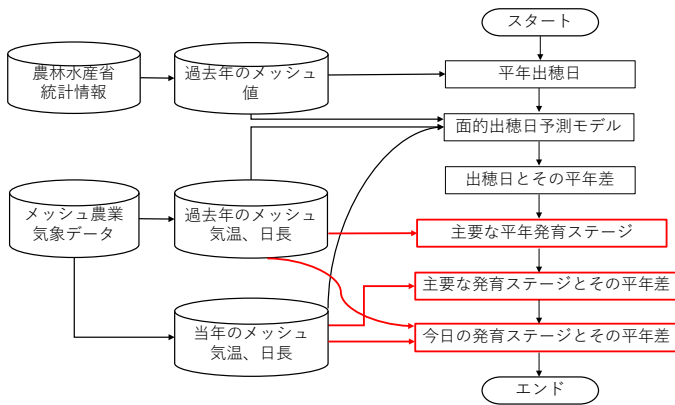 スタート
農林水産省
統計情報
過去年のメッシュ
値
平年出穂日
面的出穂日予測モデル
出穂日とその平年差
メッシュ農業
気象データ
過去年のメッシュ
気温、日長
主要な平年発育ステージ
主要な発育ステージとその平年差
当年のメッシュ
気温、日長
今日の発育ステージとその平年差
エンド